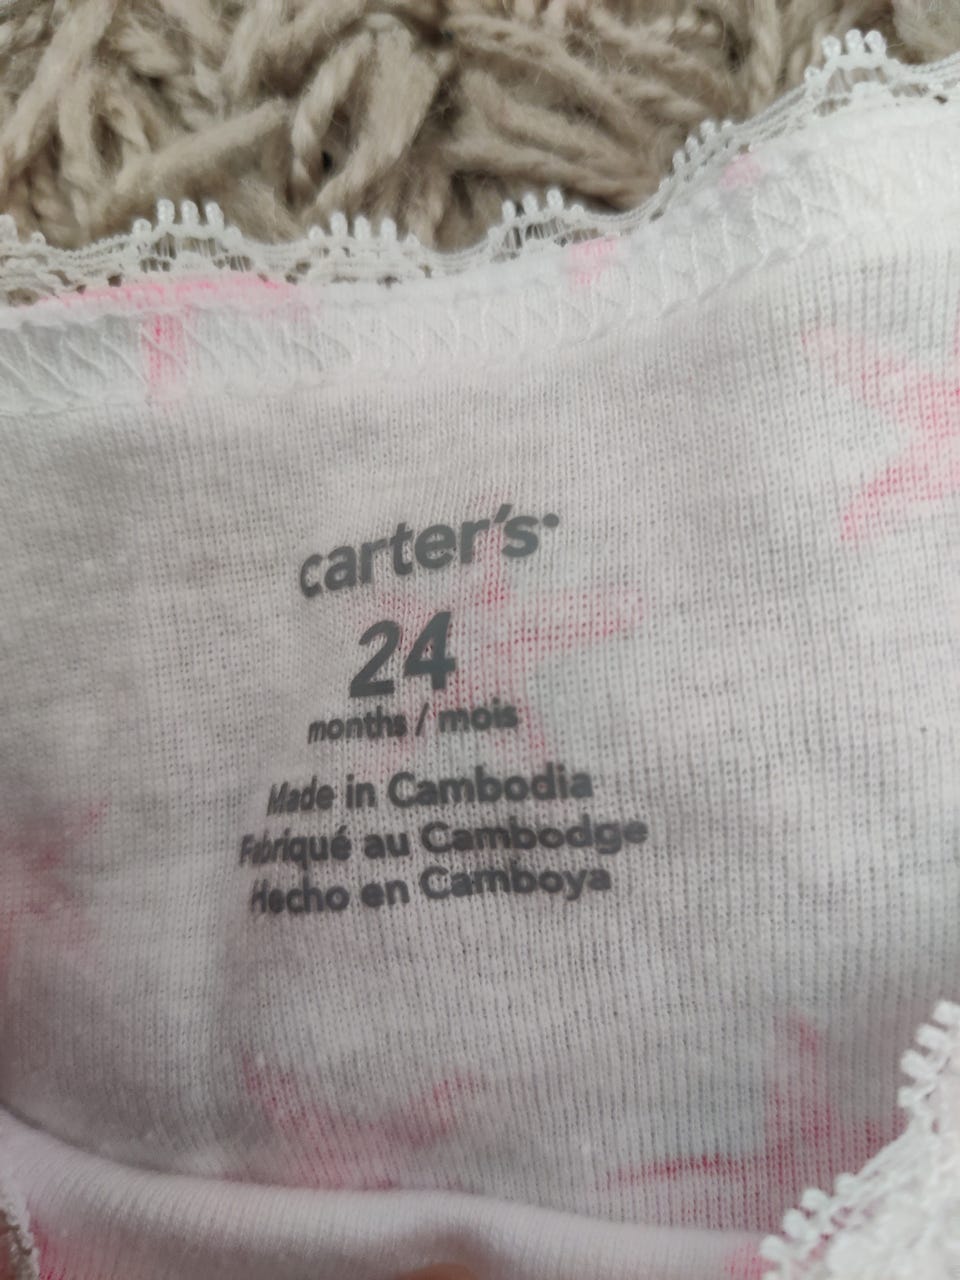 carter's
24
months / mois
Made in Cambodia
Fabriqué au Cambodge
Hecho en Camboya